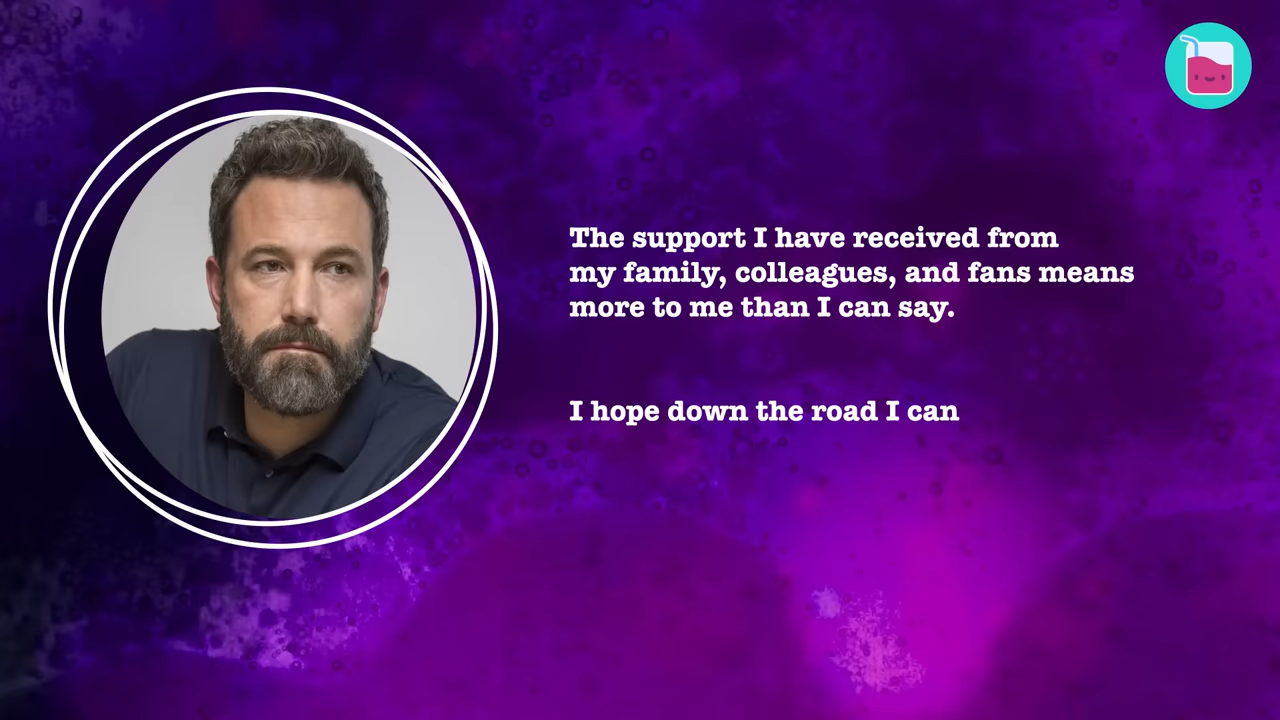 The support I have received from
my family, colleagues, and fans means
more to me than I can say.
I hope down the road I can